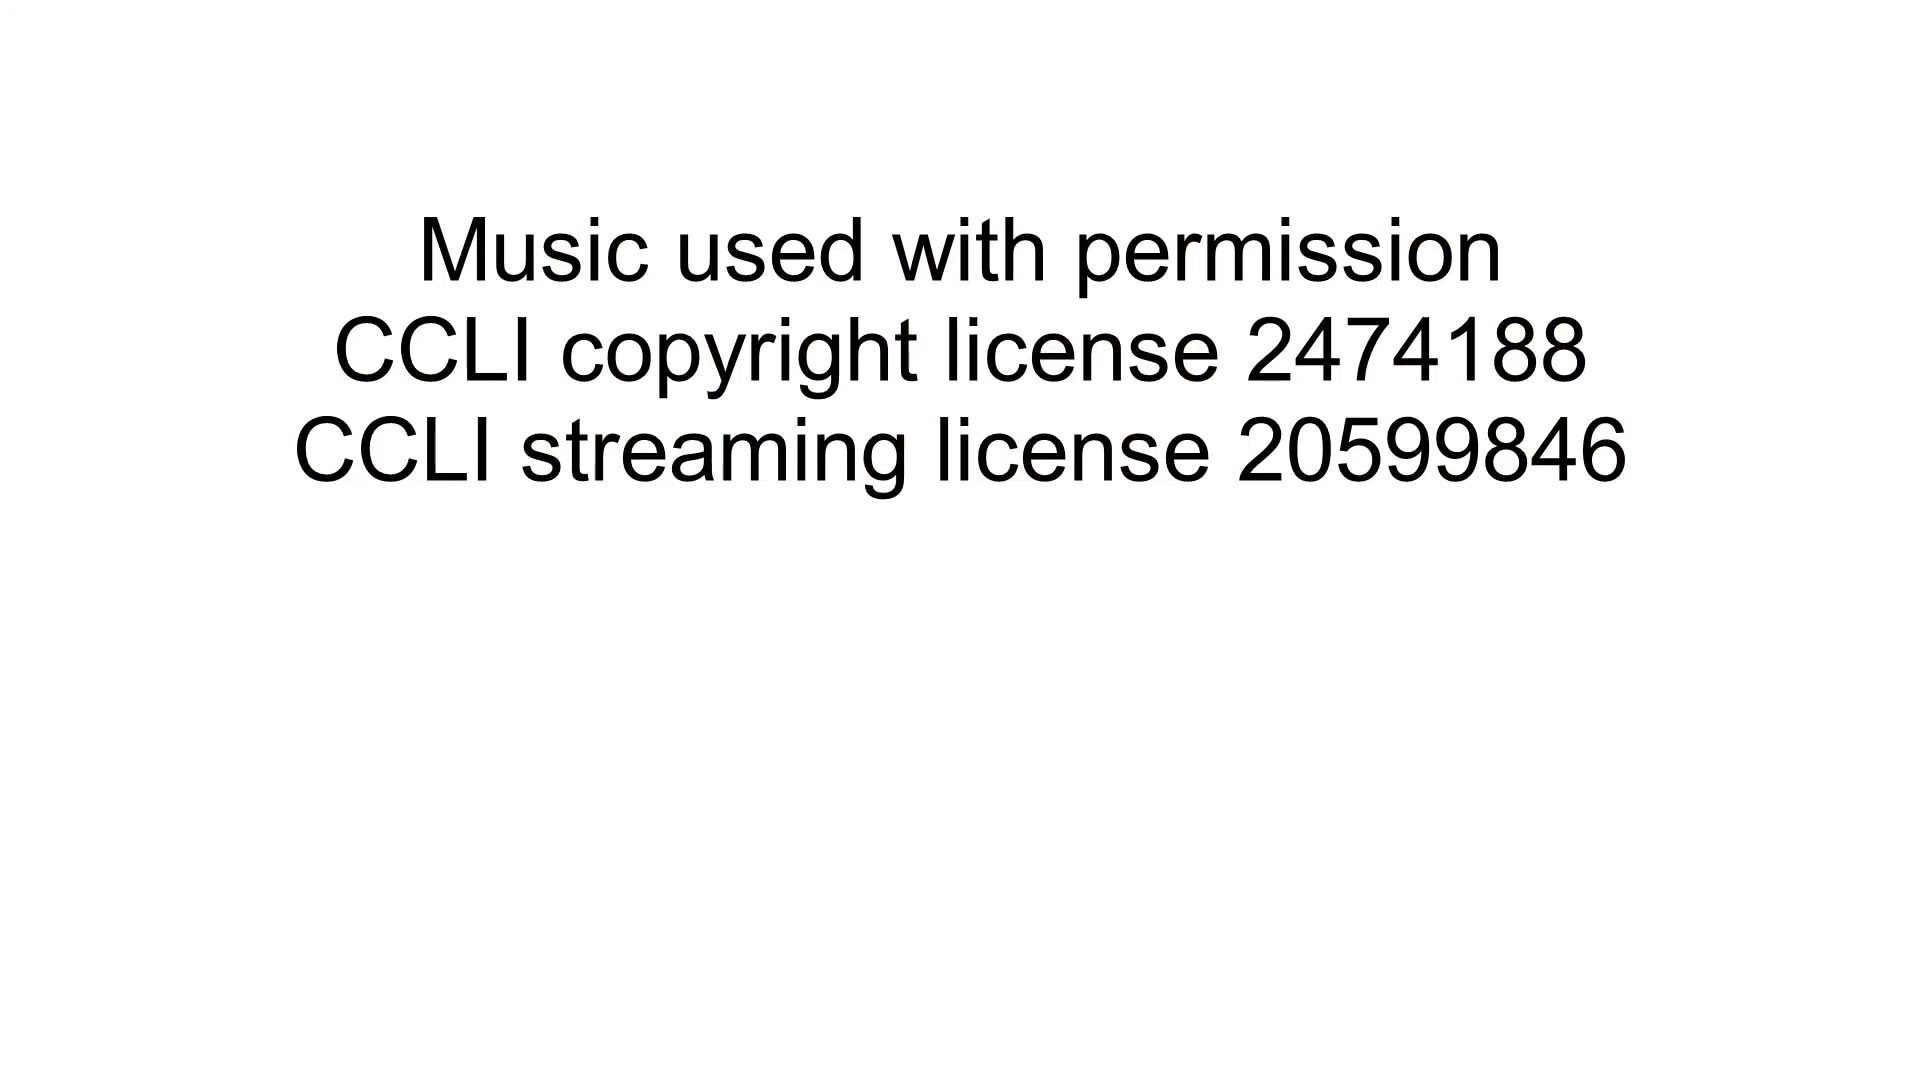 Music used with permission
CCLI copyright license 2474188
CCLI streaming license 20599846